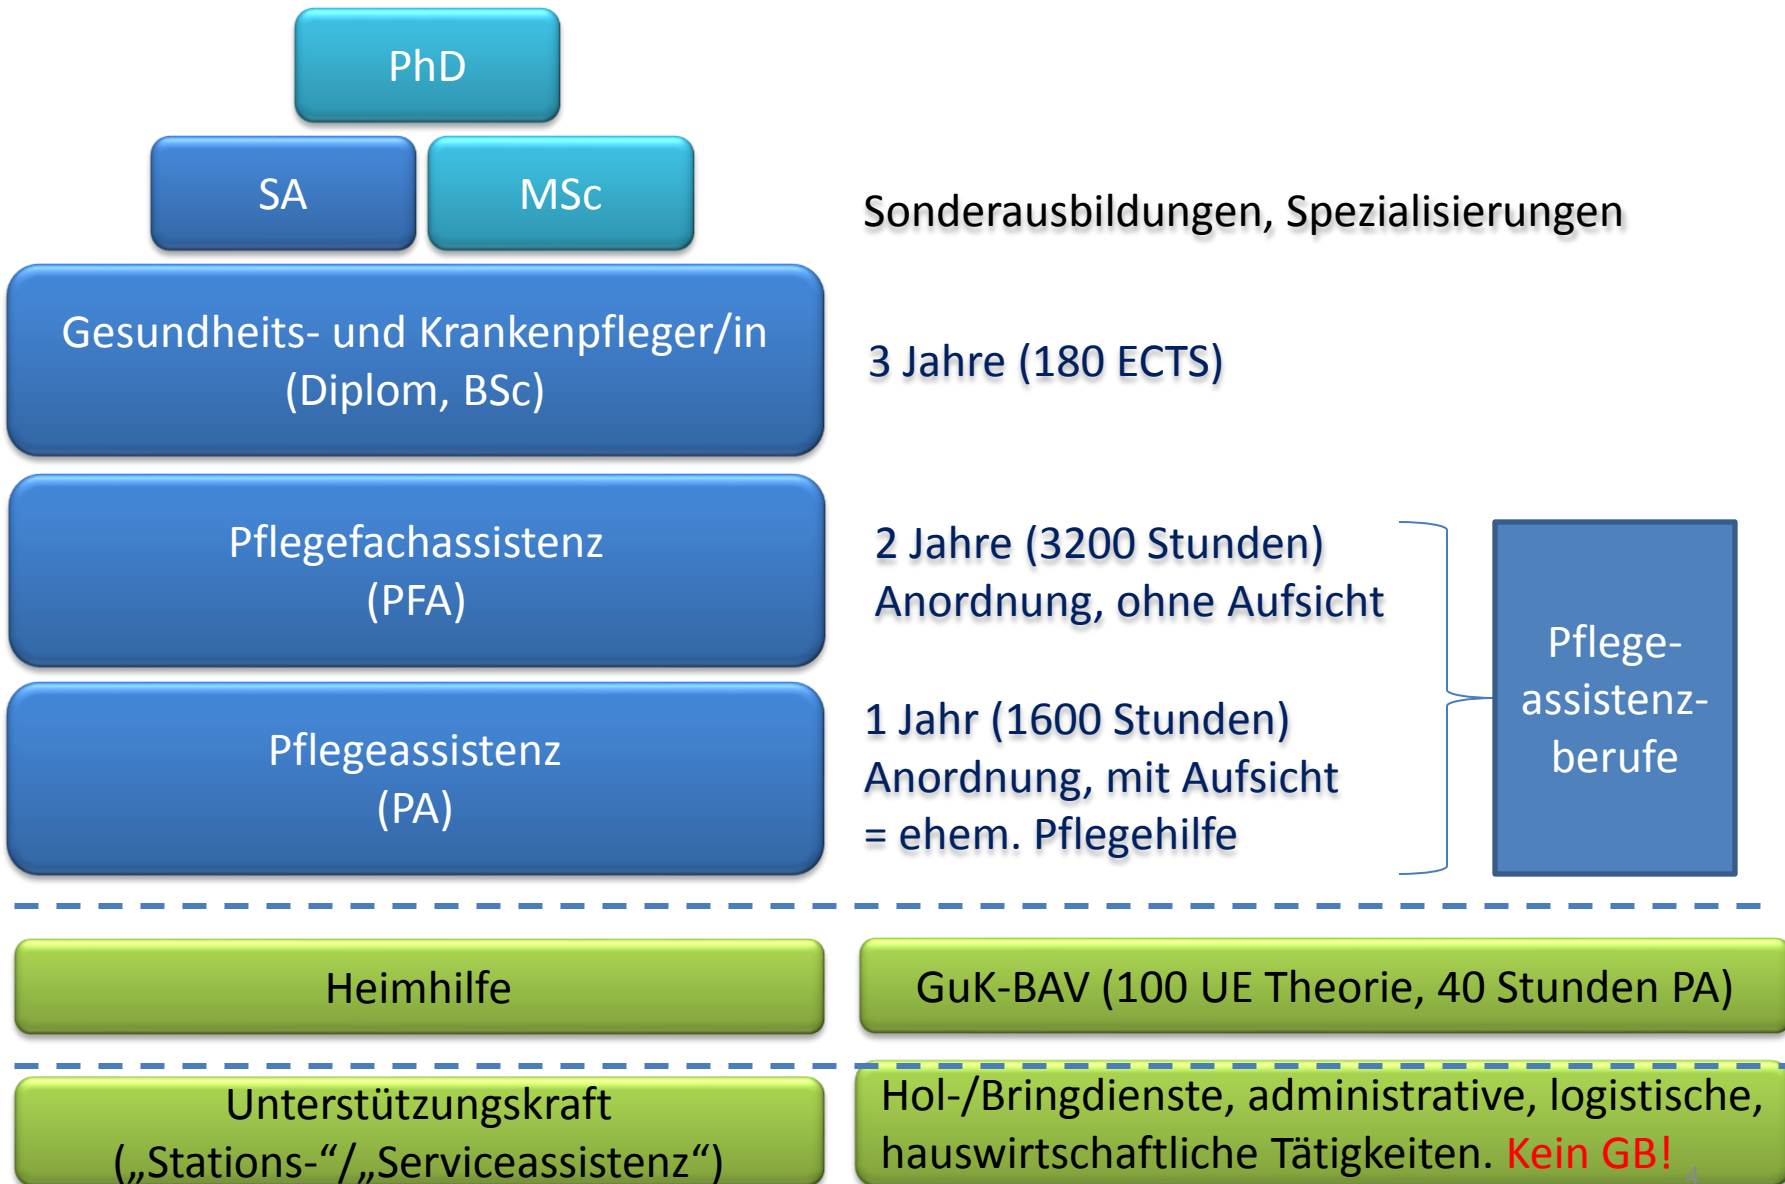 PhD
SA
MSc
Sonderausbildungen, Spezialisierungen
Gesundheits- und Krankenpfleger/in
(Diplom, BSc)
3 Jahre (180 ECTS)
Pflegefachassistenz
(PFA)
2 Jahre (3200 Stunden)
Anordnung, ohne Aufsicht
Pflegeassistenz
(PA)
1 Jahr (1600 Stunden)
Anordnung, mit Aufsicht
= ehem. Pflegehilfe
Pflege-
assistenz-
berufe
Heimhilfe
GuK-BAV (100 UE Theorie, 40 Stunden PA)
Unterstützungskraft
(„Stations-“/„Serviceassistenz“)
Hol-/Bringdienste, administrative, logistische,
hauswirtschaftliche Tätigkeiten. Kein GB!
4